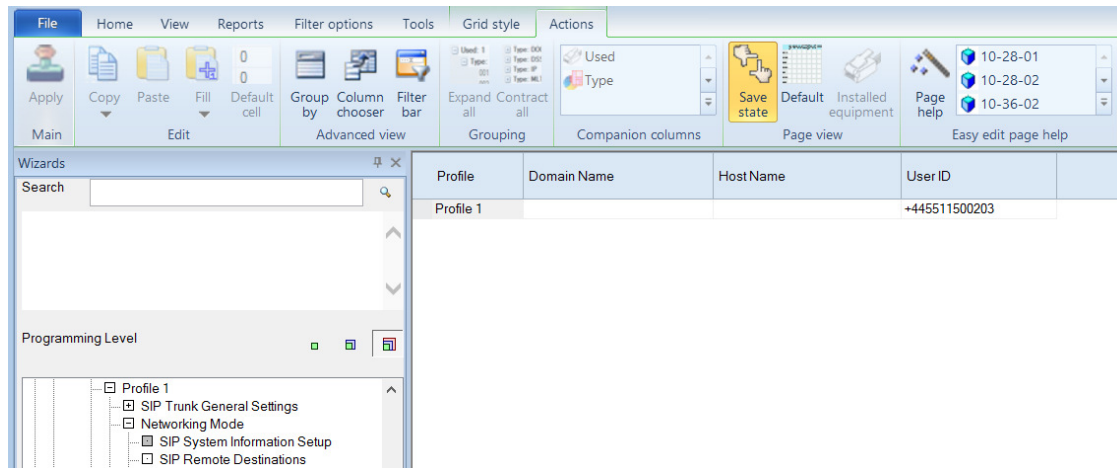 File Home View Reports Filter options Tools Grid style Actions
Apply Copy Paste Fill 0 0 Default cell Group by Column chooser Filter bar Expand all Contract all Used Type Save state Default Installed equipment Page help 10-28-01
10-28-02
10-36-02
Main Edit Advanced view Grouping Companion columns Page view Easy edit page help
Wizards
Search
Profile Domain Name Host Name User ID
Profile 1 +445511500203
Programming Level
Profile 1
SIP Trunk General Settings
Networking Mode
SIP System Information Setup
SIP Remote Destinations